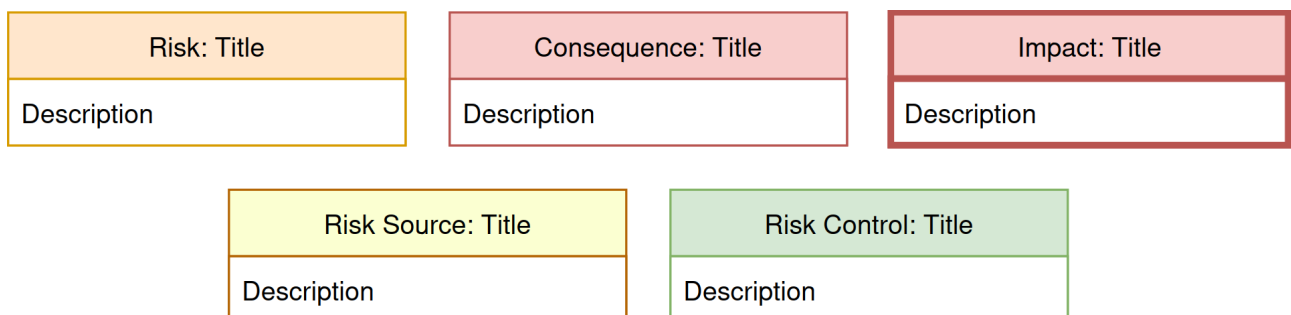 Risk: Title
Description
Consequence: Title
Description
Impact: Title
Description
Risk Source: Title
Description
Risk Control: Title
Description